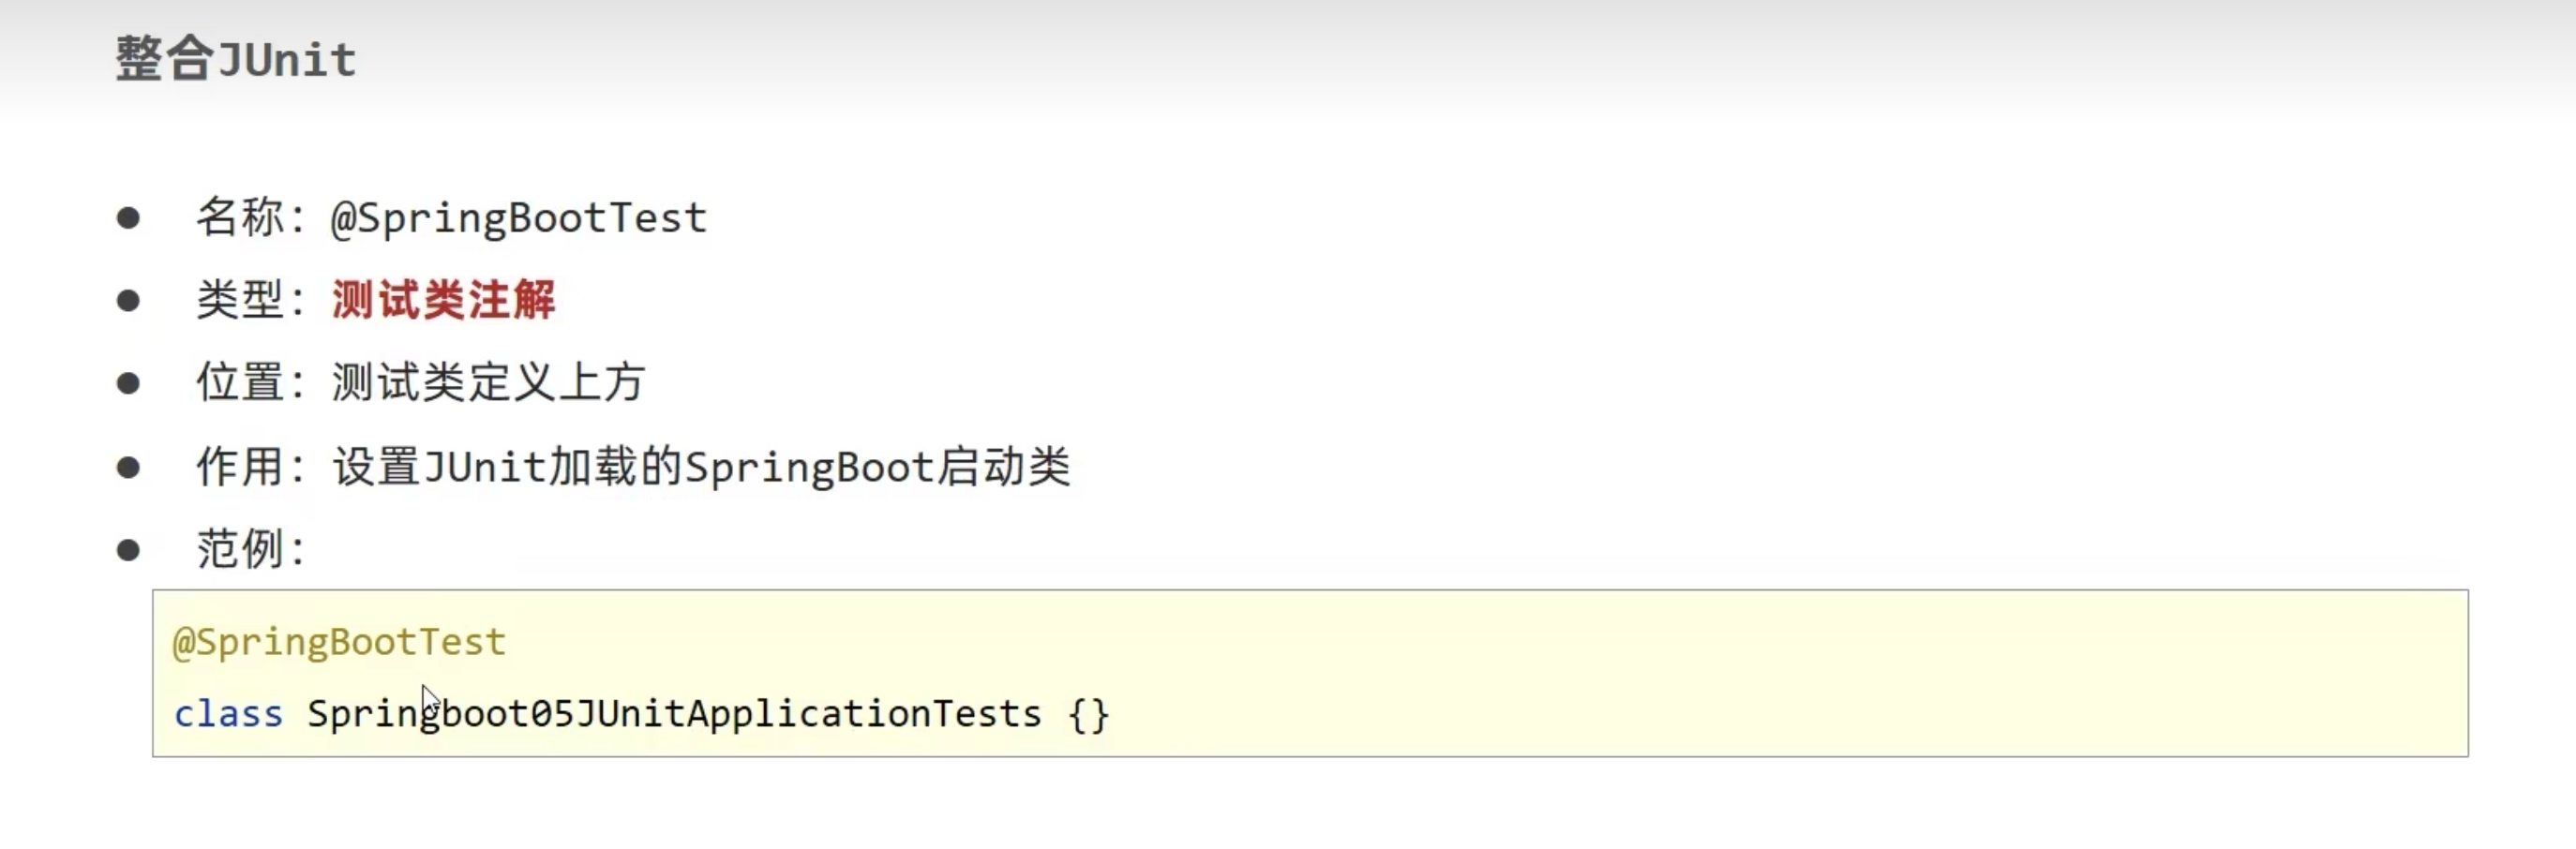 整合JUnit
● 名称：@SpringBootTest
● 类型：测试类注解
● 位置：测试类定义上方
● 作用：设置JUnit加载的SpringBoot启动类
● 范例：
@SpringBootTest
class Springboot05JUnitApplicationTests {}